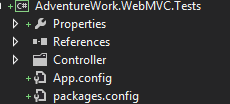 C# AdventureWork.WebMVC.Tests
Properties
References
Controller
App.config
packages.config